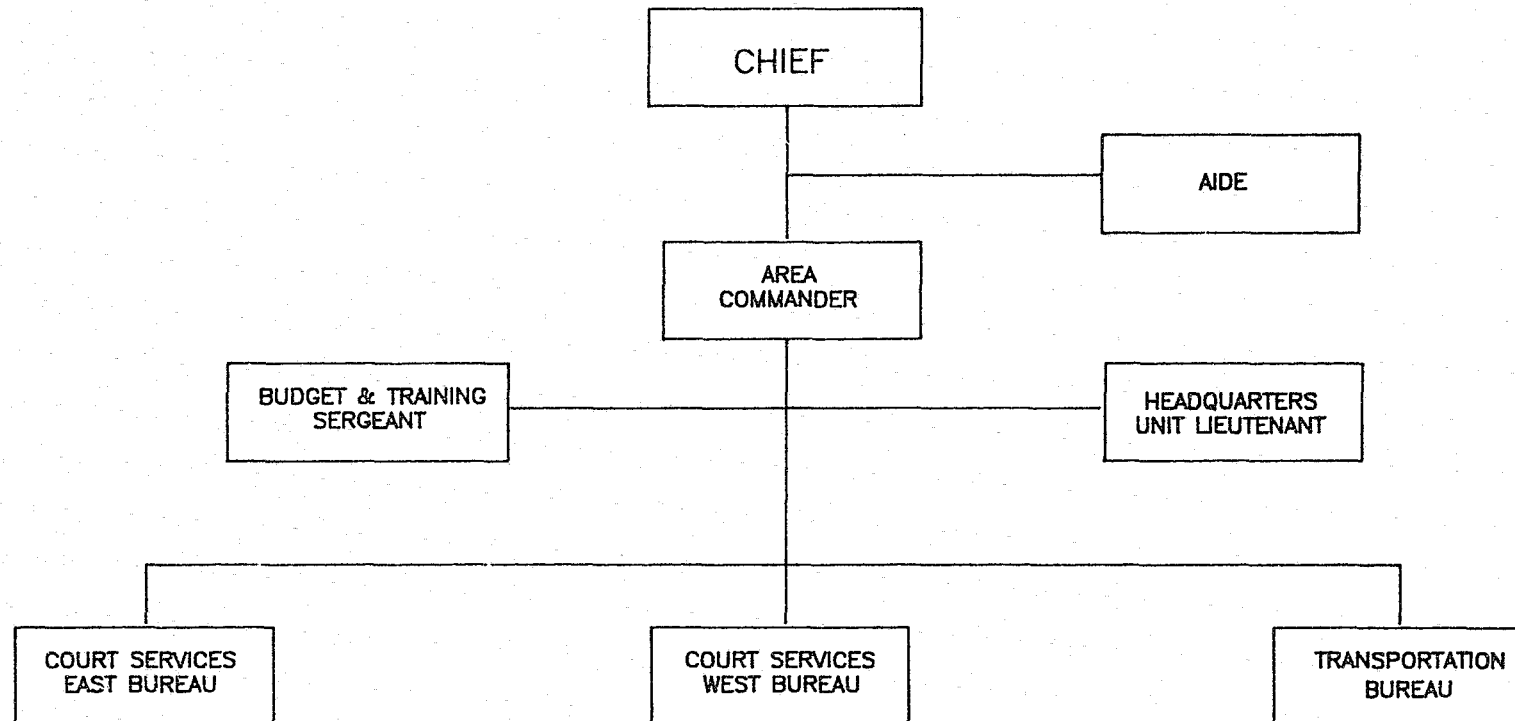 CHIEF
AIDE
AREA
COMMANDER
BUDGET & TRAINING
SERGEANT
HEADQUARTERS
UNIT LIEUTENANT
COURT SERVICES
EAST BUREAU
COURT SERVICES
WEST BUREAU
TRANSPORTATION
BUREAU